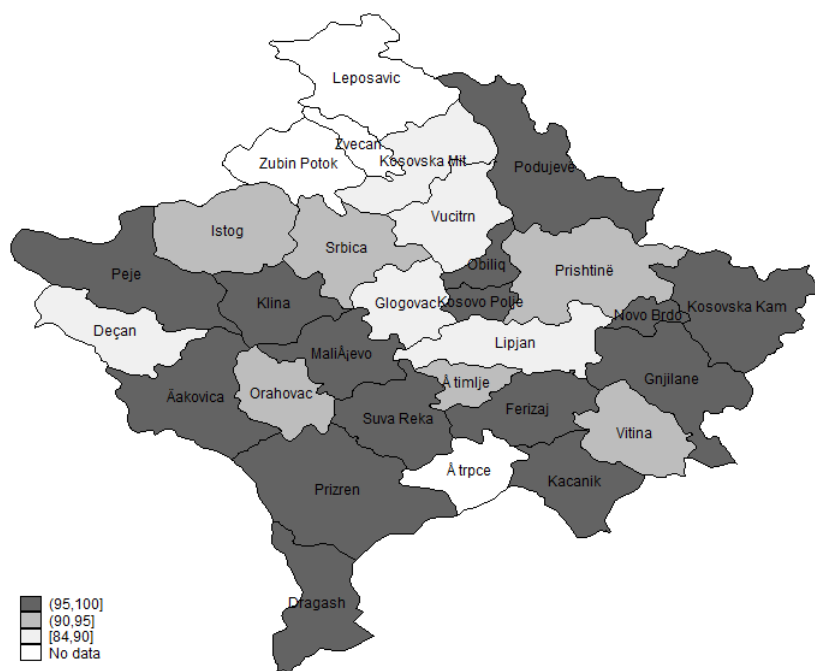 Leposavic
Zvecan
Kosovska Mit
Zubin Potok
Podujevë
Vucitrn
Istog
Srbica
Obiliq
Prishtinë
Peje
Klina
Glogovac
Kosovo Polje
Kosovska Kam
Novo Brdo
Deçan
Lipjan
MaliÅ¡evo
Ãakovica
Orahovac
Å timlje
Gnjilane
Suva Reka
Ferizaj
Vitina
Å trpce
Kacanik
Prizren
Dragash
(95,100]
(90,95]
[84,90]
No data